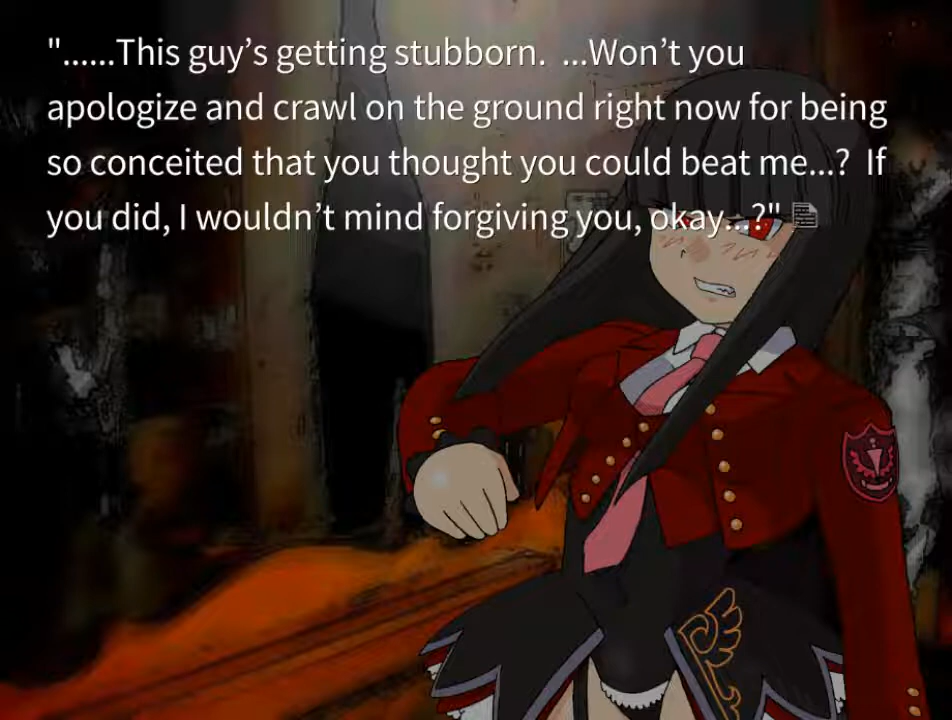 "......This guy’s getting stubborn.  ...Won’t you
apologize and crawl on the ground right now for being
so conceited that you thought you could beat me...?  If
you did, I wouldn’t mind forgiving you, okay...?"